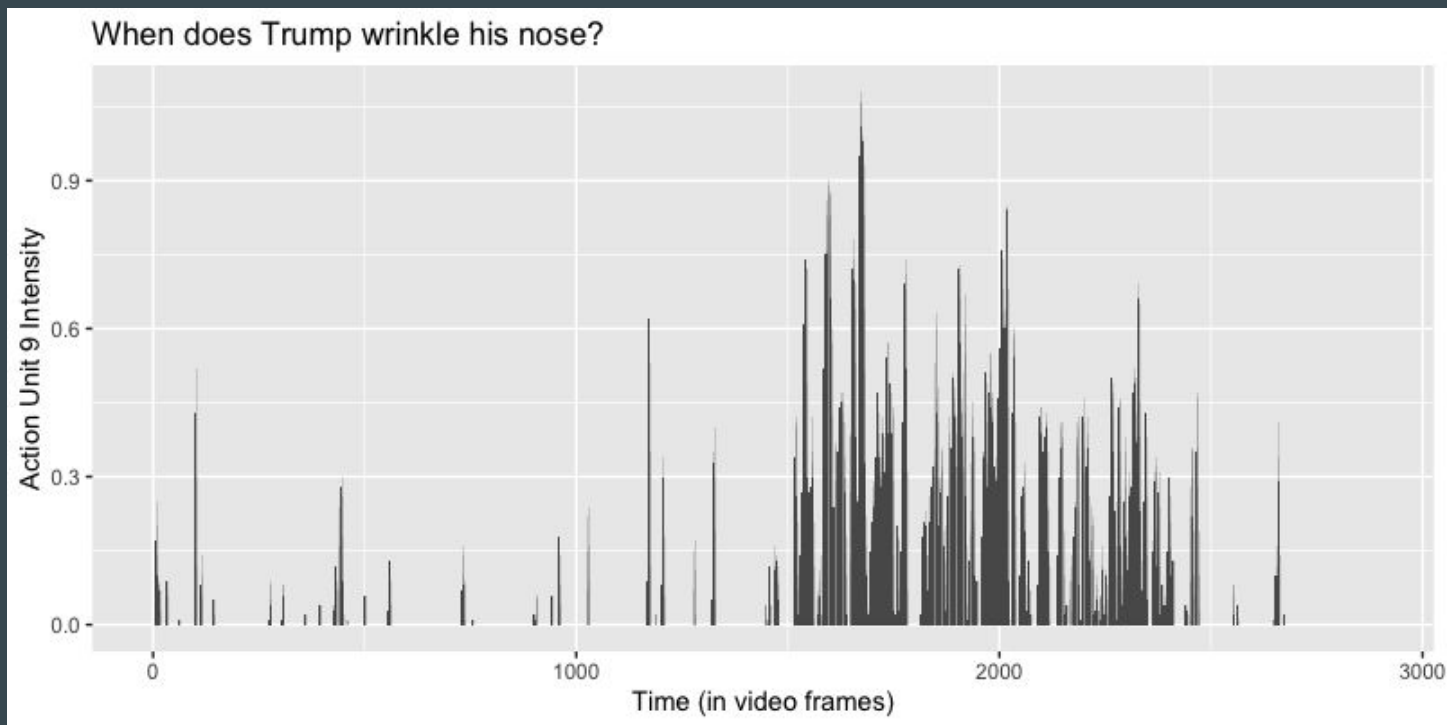 When does Trump wrinkle his nose?
Action Unit 9 Intensity
0.9
0.6
0.3
0.0
0 1000 2000 3000
Time (in video frames)